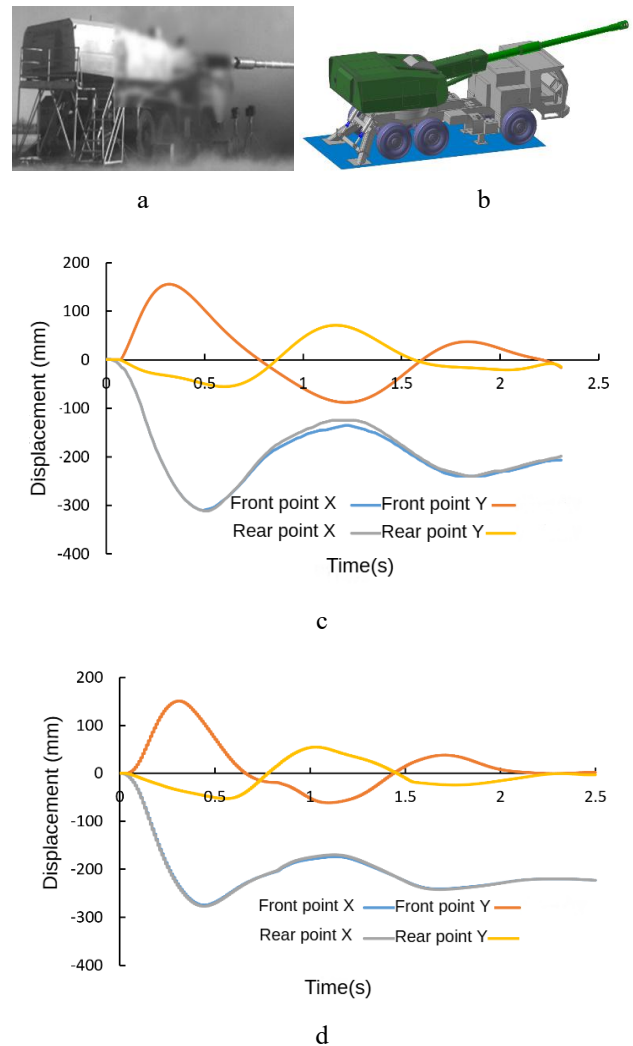 a
b
200
100
0
-100
-200
-300
-400
0
0.5
1
1.5
2
2.5
Displacement (mm)
Front point X
Front point Y
Rear point X
Rear point Y
Time(s)
c
200
100
0
-100
-200
-300
-400
0
0.5
1
1.5
2
2.5
Displacement (mm)
Front point X
Front point Y
Rear point X
Rear point Y
Time(s)
d